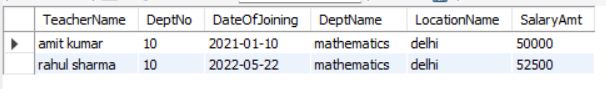 TeacherName DeptNo DateOfJoining DeptName LocationName SalaryAmt
amit kumar 10 2021-01-10 mathematics delhi 50000
rahul sharma 10 2022-05-22 mathematics delhi 52500